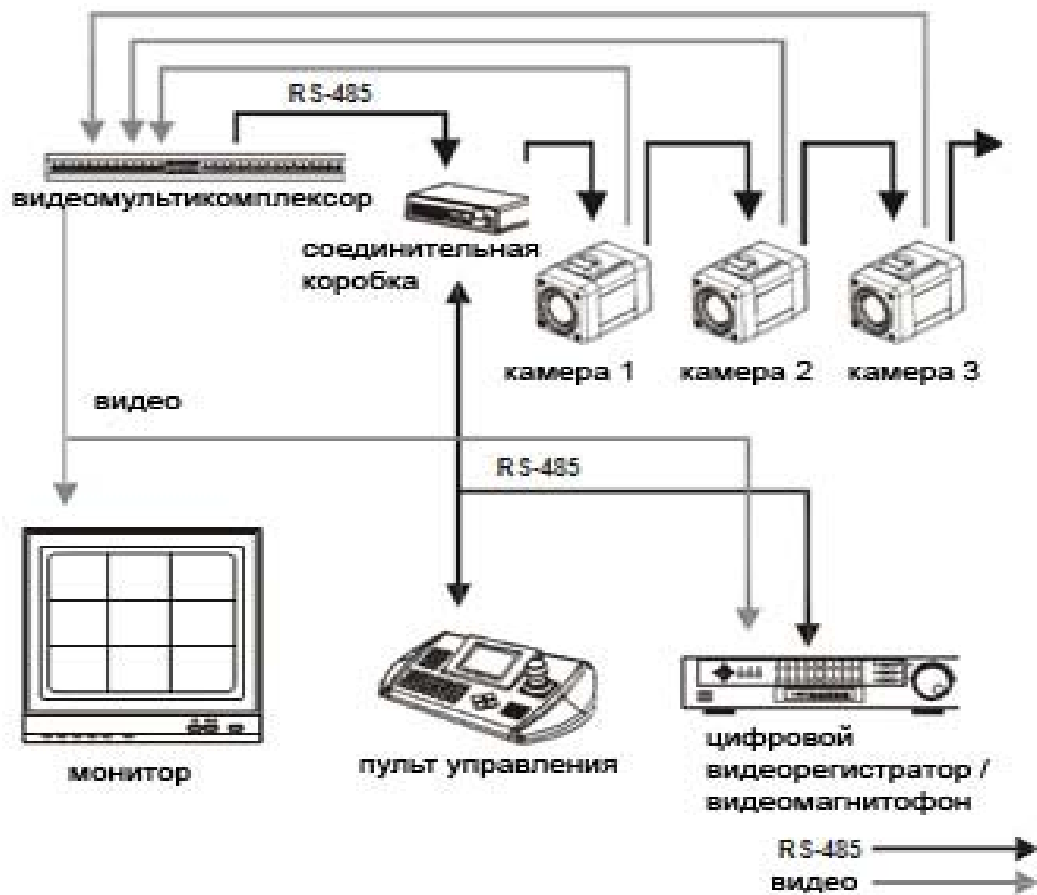 RS-485
видеомультикомплексор
соединительная
коробка
камера 1
камера 2
камера 3
видео
RS-485
монитор
пульт управления
цифровой
видеорегистратор /
видеомагнитофон
RS-485
видео